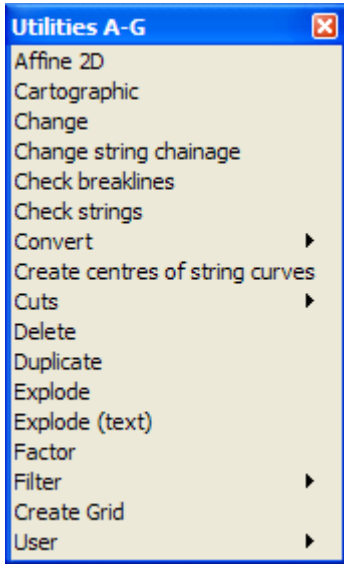 Utilities A-G
Affine 2D
Cartographic
Change
Change string chainage
Check breaklines
Check strings
Convert
Create centres of string curves
Cuts
Delete
Duplicate
Explode
Explode (text)
Factor
Filter
Create Grid
User